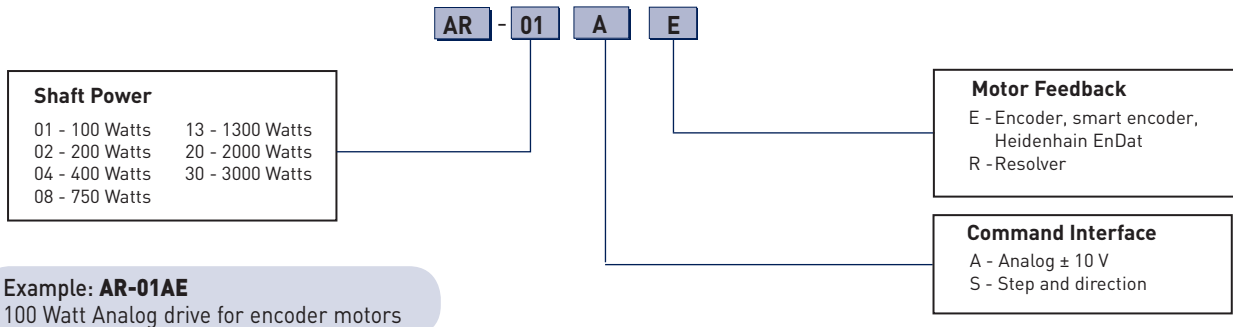 AR - 01 A E
Shaft Power
01 - 100 Watts 13 - 1300 Watts
02 - 200 Watts 20 - 2000 Watts
04 - 400 Watts 30 - 3000 Watts
08 - 750 Watts
Motor Feedback
E - Encoder, smart encoder,
Heidenhain EnDat
R - Resolver
Command Interface
A - Analog ± 10 V
S - Step and direction
Example: AR-01AE
100 Watt Analog drive for encoder motors